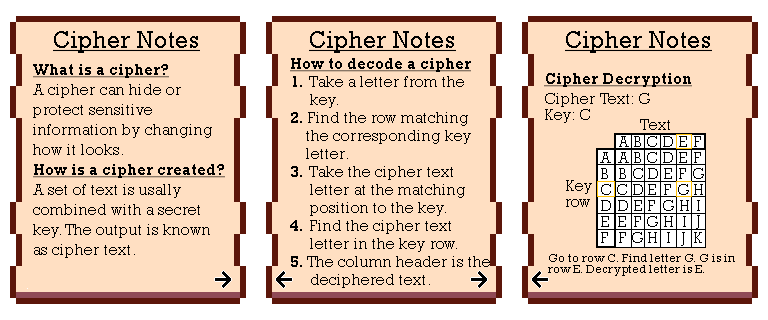 Cipher Notes
What is a cipher?
A cipher can hide or
protect sensitive
information by changing
how it looks.
How is a cipher created?
A set of text is usally
combined with a secret
key. The output is known
as cipher text.
Cipher Notes
How to decode a cipher
1. Take a letter from the
key.
2. Find the row matching
the corresponding key
letter.
3. Take the cipher text
letter at the matching
position to the key.
4. Find the cipher text
letter in the key row.
5. The column header is the
deciphered text.
Cipher Notes
Cipher Decryption
Cipher Text: G
Key: C
Text
A B C D E F
A A B C D E F
B B C D E F G
Key row
C C D E F G H
D D E F G H I
E E F G H I J
F F G H I J K
Go to row C. Find letter G. G is in
row E. Decrypted letter is E.